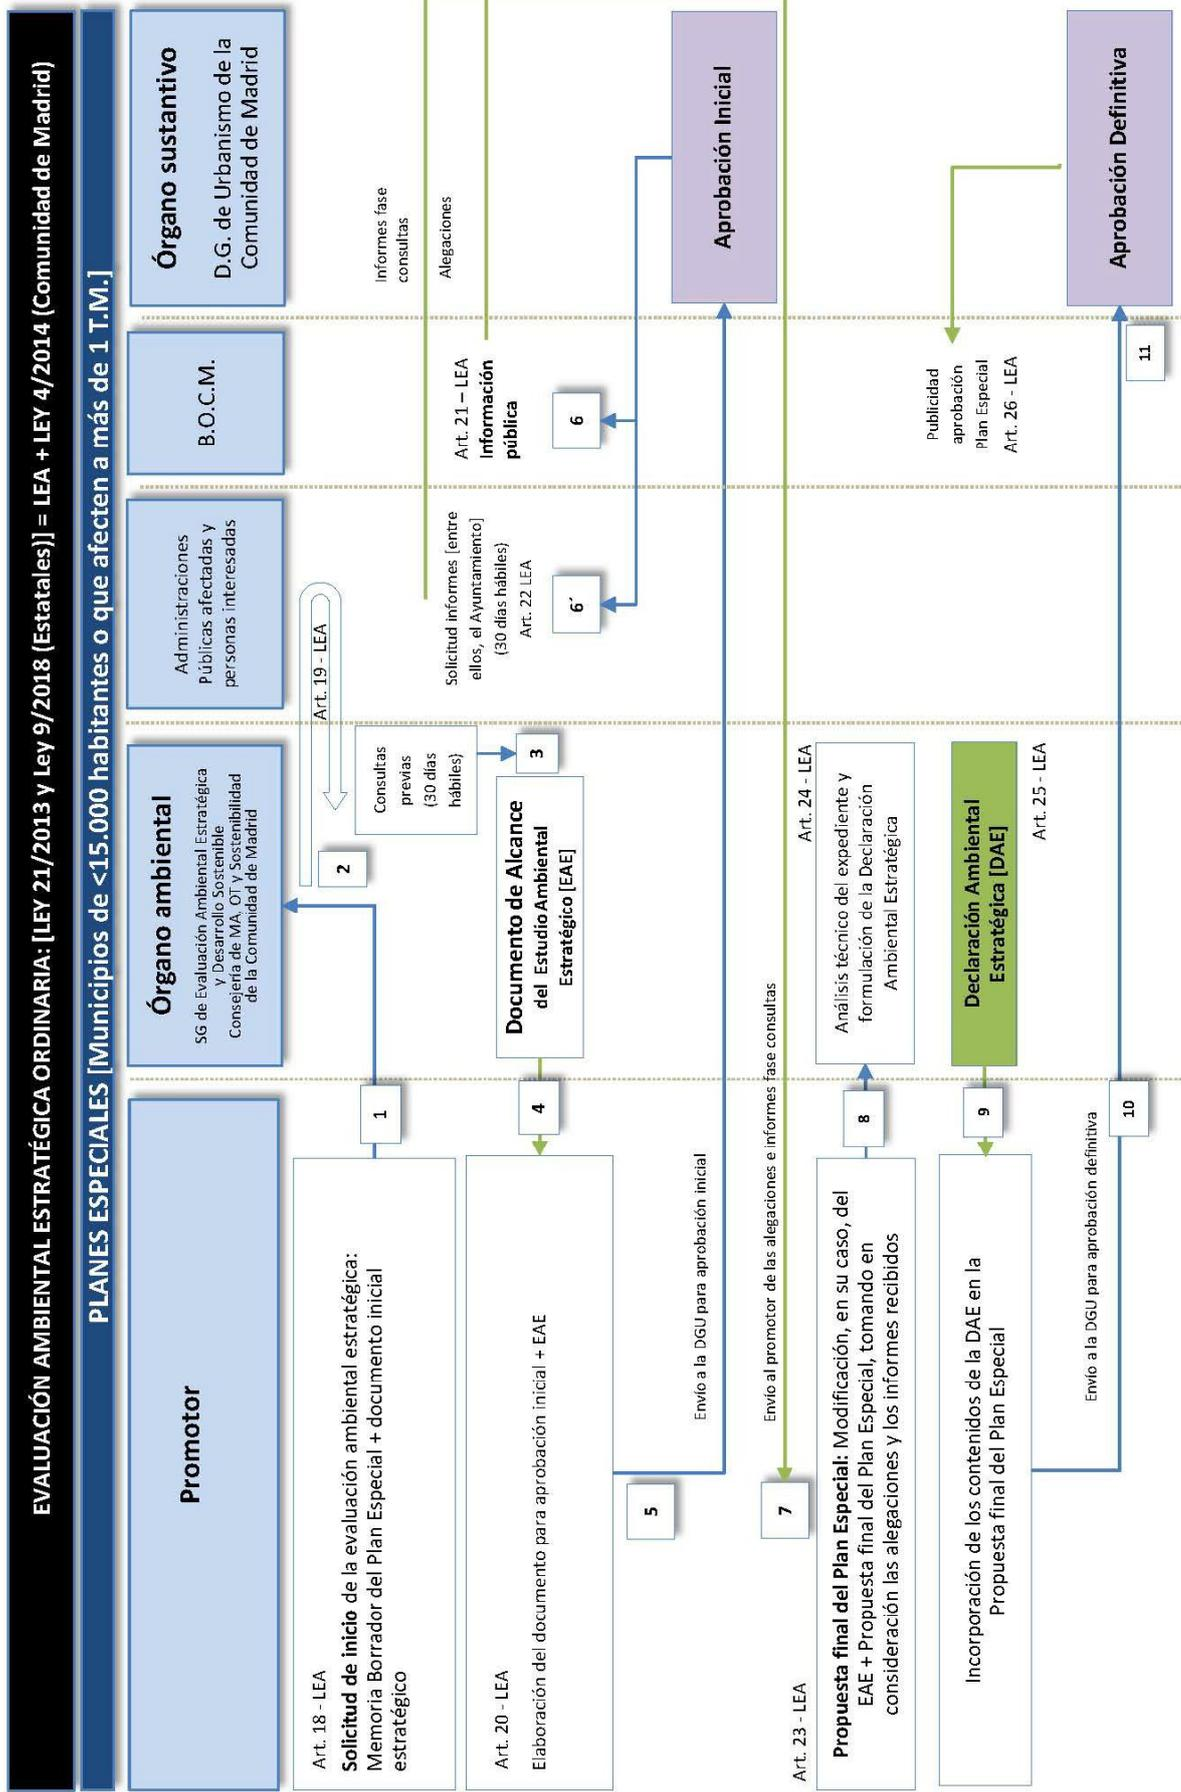 EVALUACIÓN AMBIENTAL ESTRATÉGICA ORDINARIA: [LEY 21/2013 y Ley 9/2018 (Estatales)] = LEA + LEY 4/2014 (Comunidad de Madrid)
PLANES ESPECIALES [Municipios de <15.000 habitantes o que afecten a más de 1 T.M.]
Promotor
Órgano ambiental
SG de Evaluación Ambiental Estratégica
y Desarrollo Sostenible
Consejería de MA, OT y Sostenibilidad
de la Comunidad de Madrid
Administraciones
Públicas afectadas y
personas interesadas
B.O.C.M.
Órgano sustantivo
D.G. de Urbanismo de la
Comunidad de Madrid
Art. 18 - LEA
Solicitud de inicio de la evaluación ambiental estratégica:
Memoria Borrador del Plan Especial + documento inicial
estratégico
1
2
Art. 19 - LEA
Consultas
previas
(30 días
hábiles)
3
Informes fase
consultas
Alegaciones
Art. 20 - LEA
Elaboración del documento para aprobación inicial + EAE
4
Documento de Alcance
del Estudio Ambiental
Estratégico [EAE]
Solicitud informes [entre
ellos, el Ayuntamiento]
(30 días hábiles)
Art. 22 LEA
6´
Art. 21 – LEA
Información
pública
6
5
Envío a la DGU para aprobación inicial
Aprobación Inicial
7
Envío al promotor de las alegaciones e informes fase consultas
Art. 23 - LEA
Propuesta final del Plan Especial: Modificación, en su caso, del
EAE + Propuesta final del Plan Especial, tomando en
consideración las alegaciones y los informes recibidos
8
Art. 24 - LEA
Análisis técnico del expediente y
formulación de la Declaración
Ambiental Estratégica
Incorporación de los contenidos de la DAE en la
Propuesta final del Plan Especial
9
Declaración Ambiental
Estratégica [DAE]
Art. 25 - LEA
Publicidad
aprobación
Plan Especial
Art. 26 - LEA
Envío a la DGU para aprobación definitiva
10
11
Aprobación Definitiva